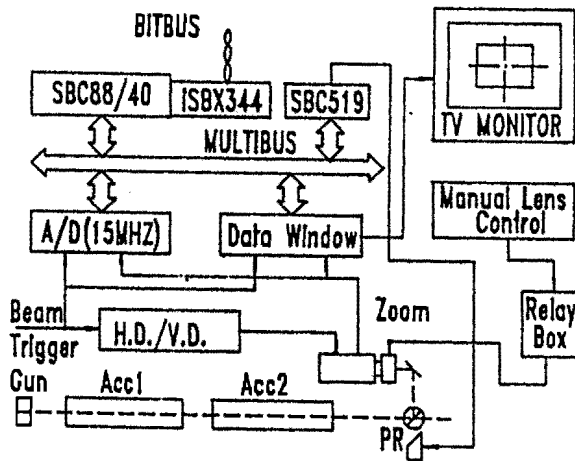 BITBUS
SBC88/40
ISBX344
SBC519
TV MONITOR
MULTIBUS
A/D(15MHZ)
Data Window
Manual Lens
Control
Beam
Trigger
H.D./V.D.
Zoom
Relay
Box
Gun
Acc1
Acc2
PR